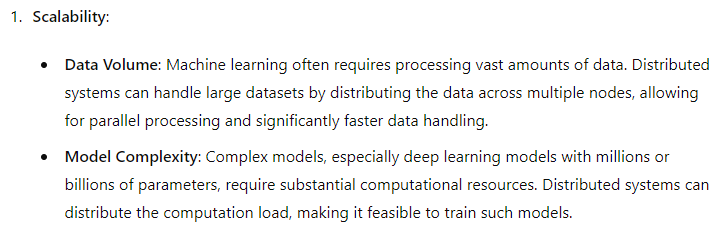 1. Scalability:
• Data Volume: Machine learning often requires processing vast amounts of data. Distributed
systems can handle large datasets by distributing the data across multiple nodes, allowing
for parallel processing and significantly faster data handling.
• Model Complexity: Complex models, especially deep learning models with millions or
billions of parameters, require substantial computational resources. Distributed systems can
distribute the computation load, making it feasible to train such models.